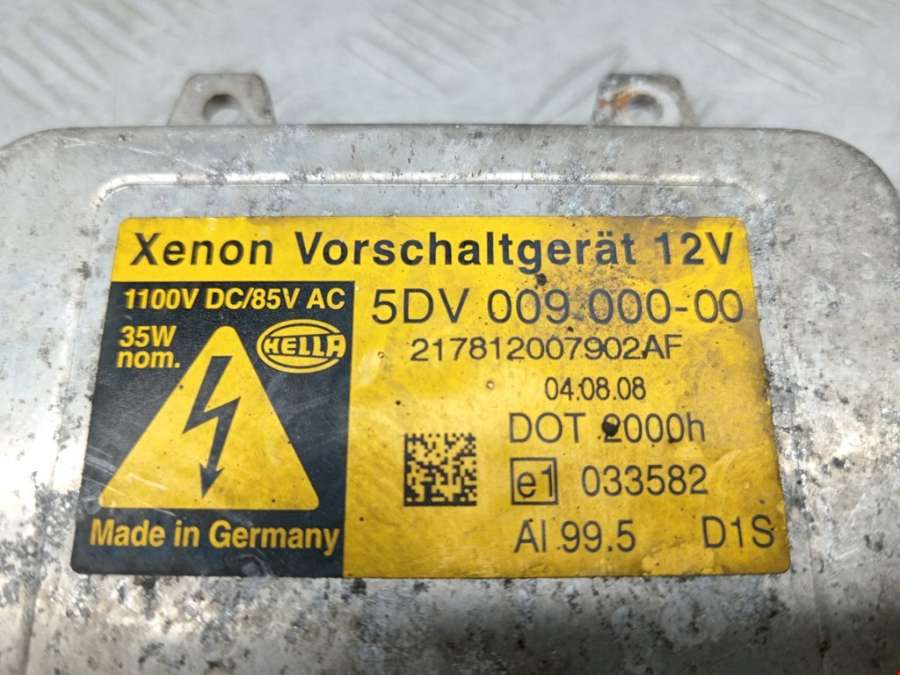 Xenon Vorschaltgerät 12V
1100V DC/85V AC
35W
nom.
HELLA
Made in Germany
5DV 009.000-00
217812007902AF
04.08.08
DOT 2000h
e1 033582
Al 99.5 D1S